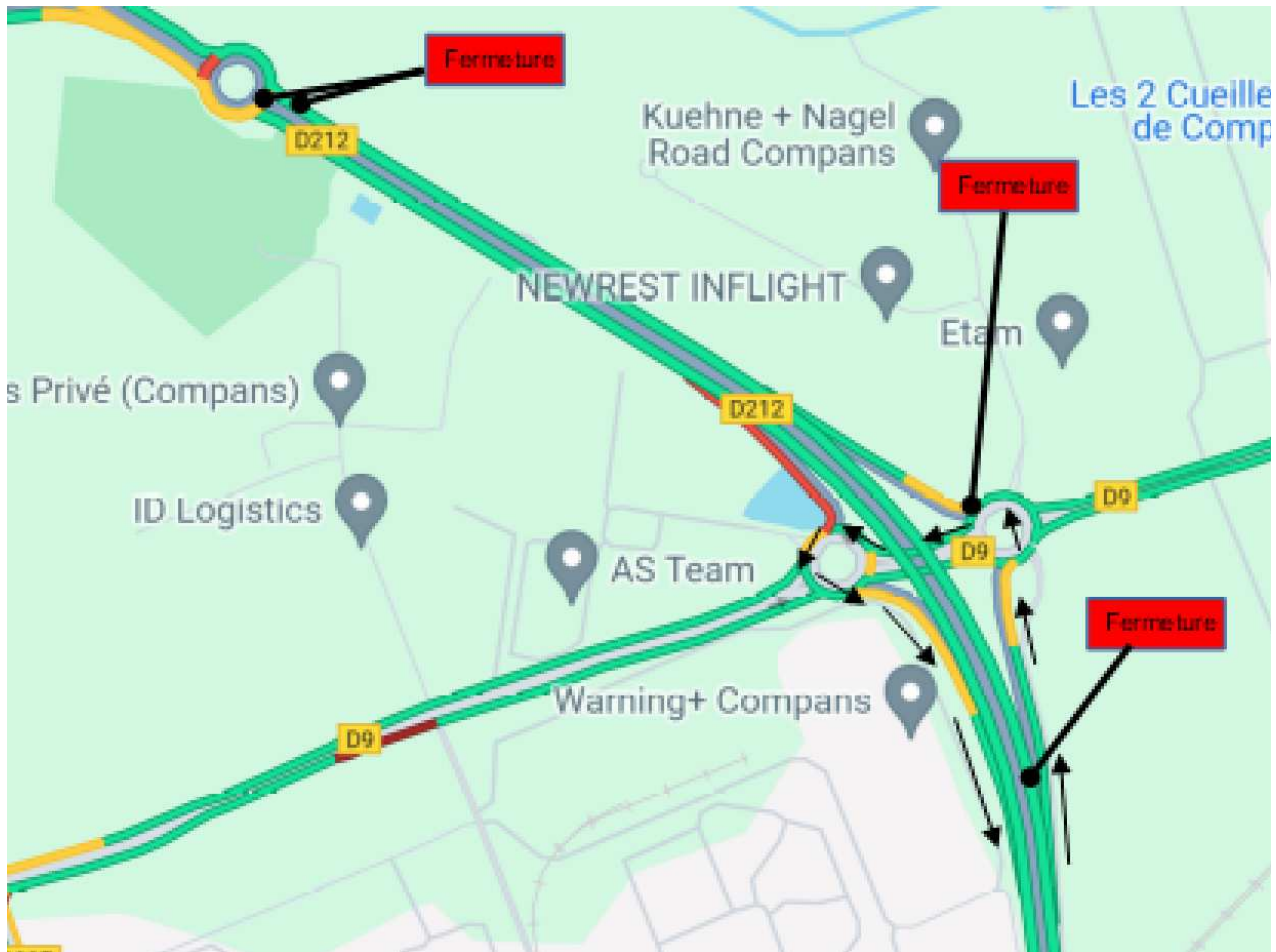 Fermeture
D212
Kuehne + Nagel
Road Compans
Les 2 Cueille
de Comp
Fermeture
NEWREST INFLIGHT
Etam
s Privé (Compans)
D212
ID Logistics
D9
D9
AS Team
Fermeture
Warning+ Compans
D9